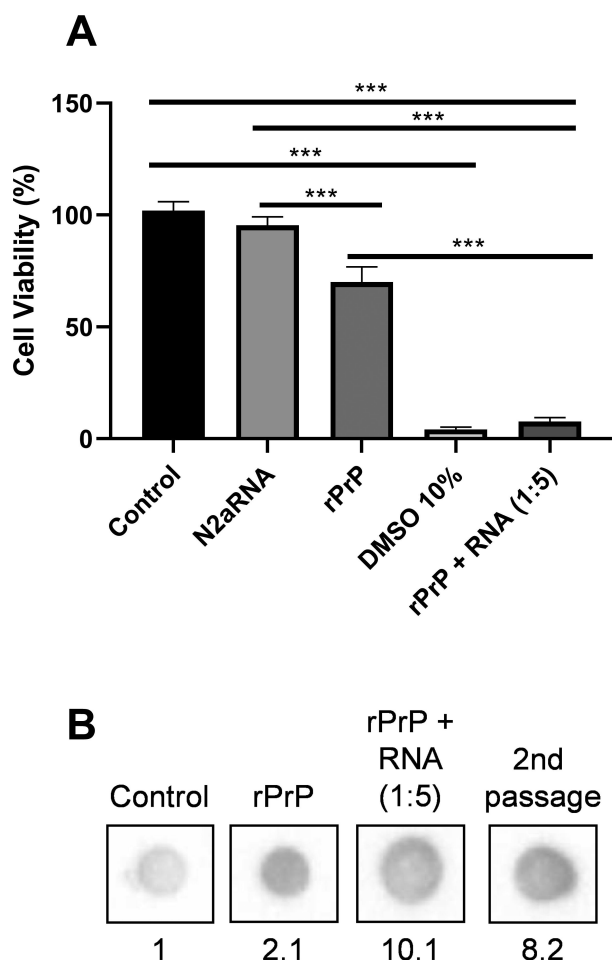 A
Cell Viability (%)
150
100
50
0
***
***
***
***
***
Control
N2aRNA
rPrP
DMSO 10%
rPrP + RNA (1:5)
B
Control
rPrP
rPrP +
RNA
(1:5)
2nd
passage
1
2.1
10.1
8.2